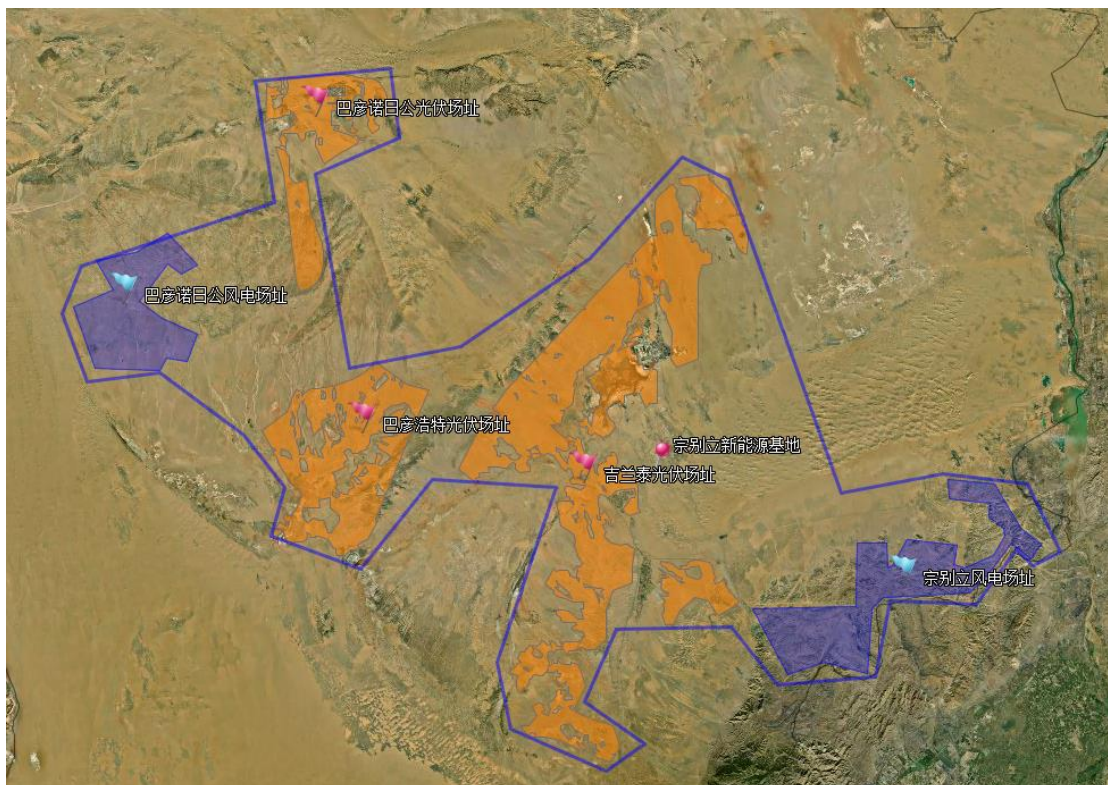 巴彦诺日公光伏场址
巴彦诺日公风电场址
巴彦浩特光伏场址
宗别立新能源基地
吉兰泰光伏场址
宗别立风电场址